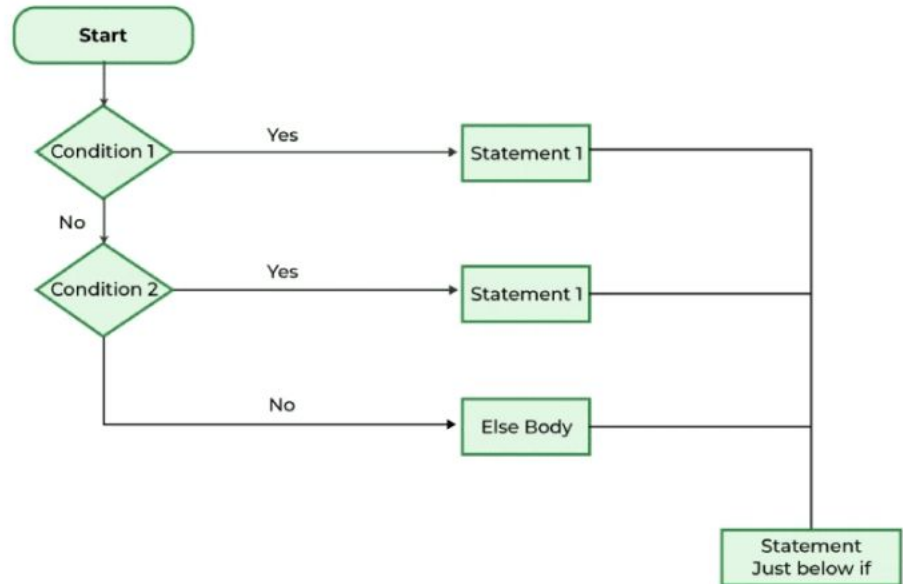 Start
Condition 1
Yes
Statement 1
No
Condition 2
Yes
Statement 1
No
Else Body
Statement
Just below if